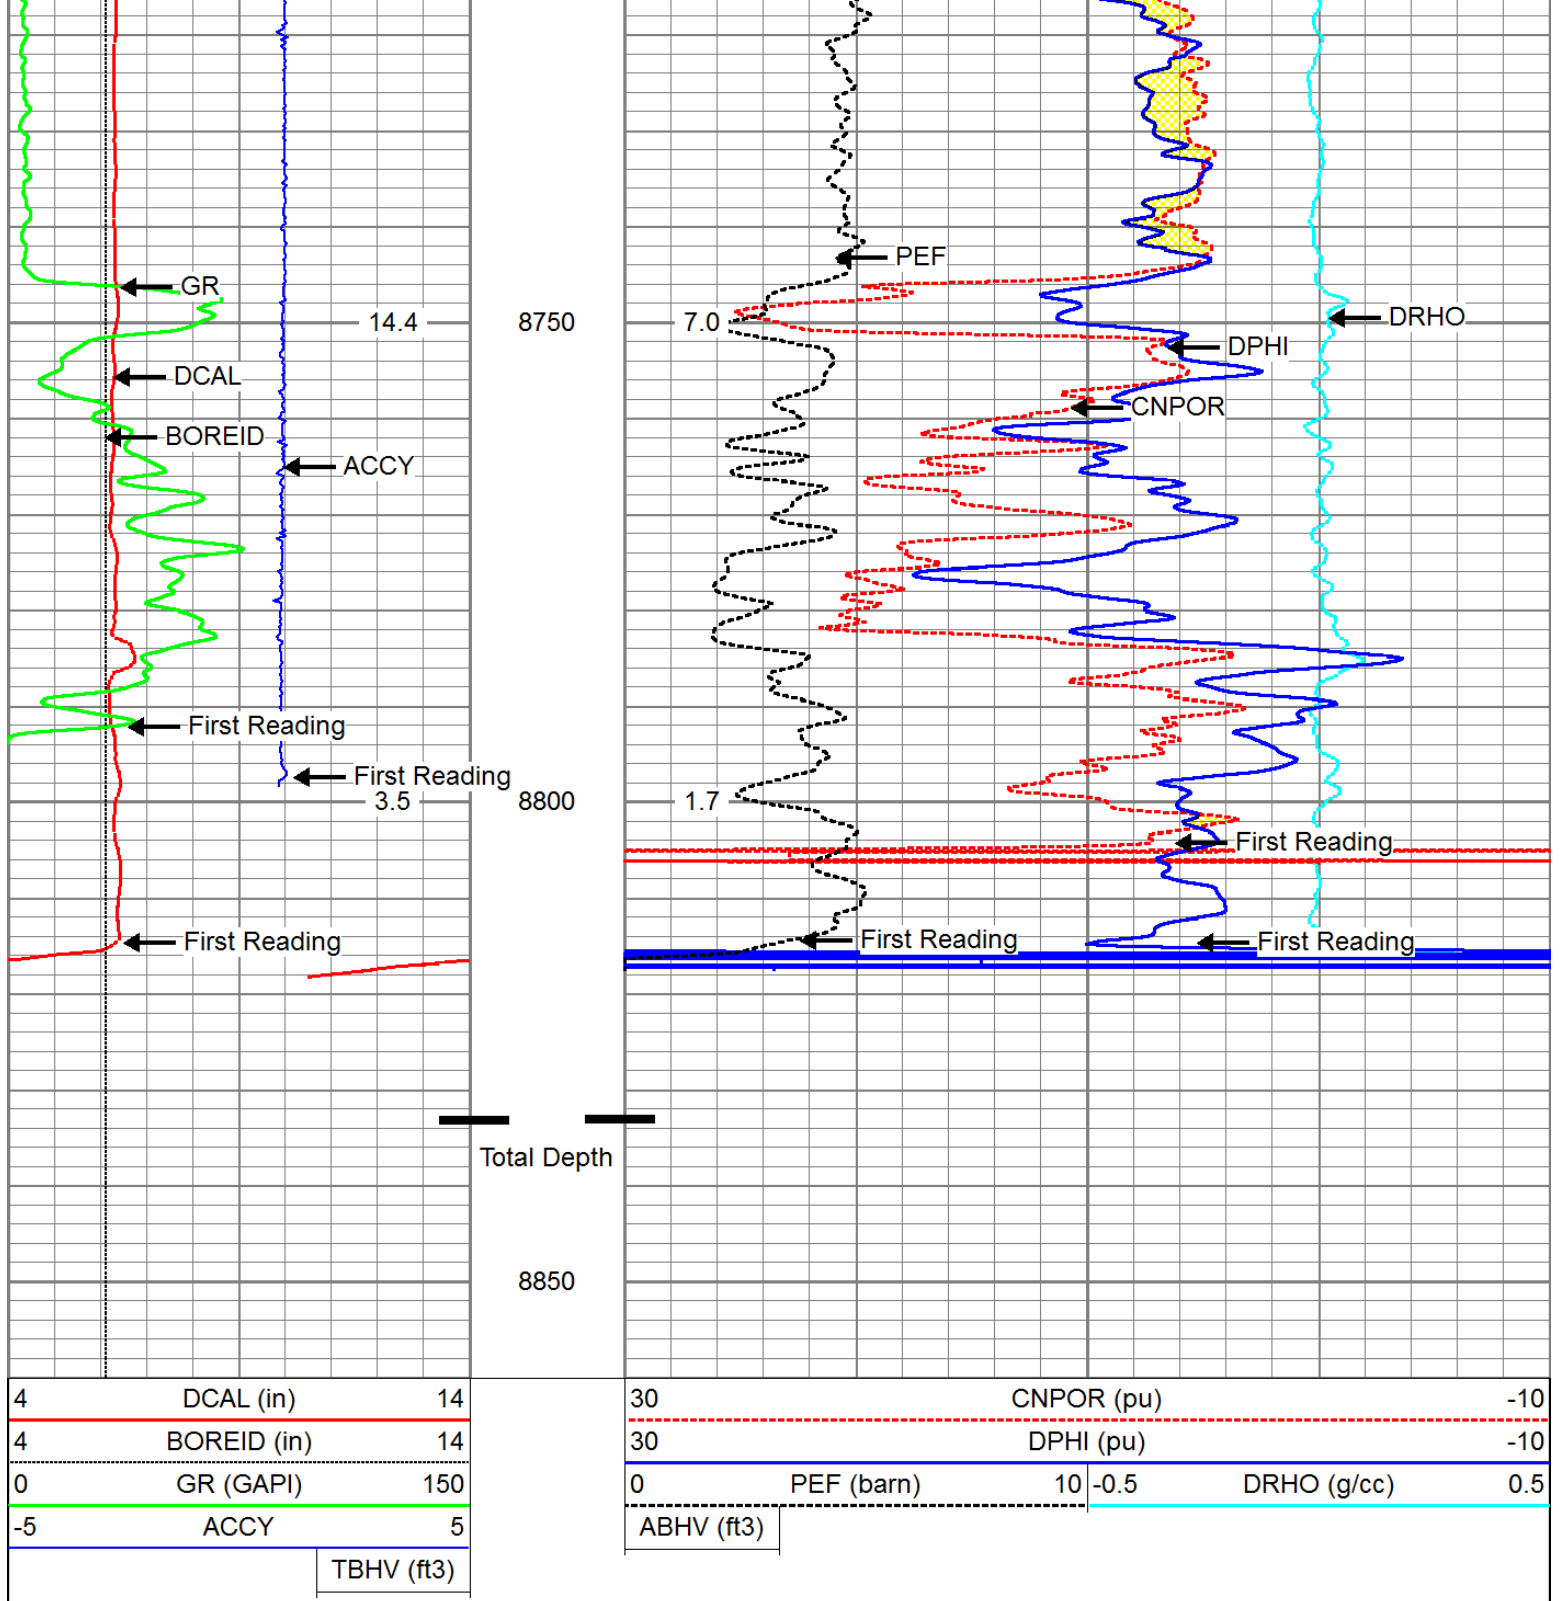 PEF
GR
14.4
8750
7.0
DRHO
DPHI
DCAL
CNPOR
BOREID
ACCY
First Reading
First Reading
3.5
8800
1.7
First Reading
First Reading
First Reading
First Reading
Total Depth
8850
4 DCAL (in) 14
30 CNPOR (pu) -10
4 BOREID (in) 14
30 DPHI (pu) -10
0 GR (GAPI) 150
0 PEF (barn) 10
-0.5 DRHO (g/cc) 0.5
-5 ACCY 5
ABHV (ft3)
TBHV (ft3)